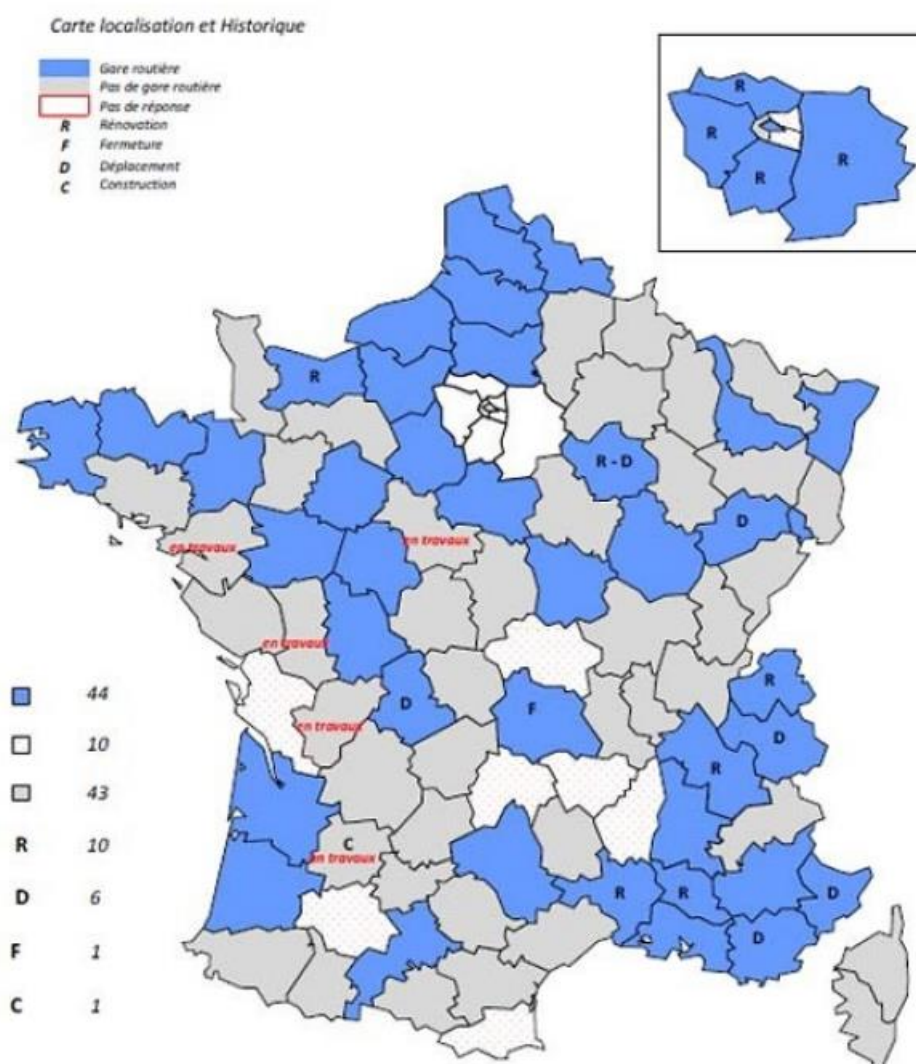 Carte localisation et Historique
Gare routière
Pas de gare routière
Pas de réponse
R Rénovation
F Fermeture
D Déplacement
C Construction
R
R
R
R
R
R - D
D
en travaux
en travaux
en travaux
R
D
F
D
en travaux
R
C
en travaux
R
R
D
D
44
10
43
R 10
D 6
F 1
C 1